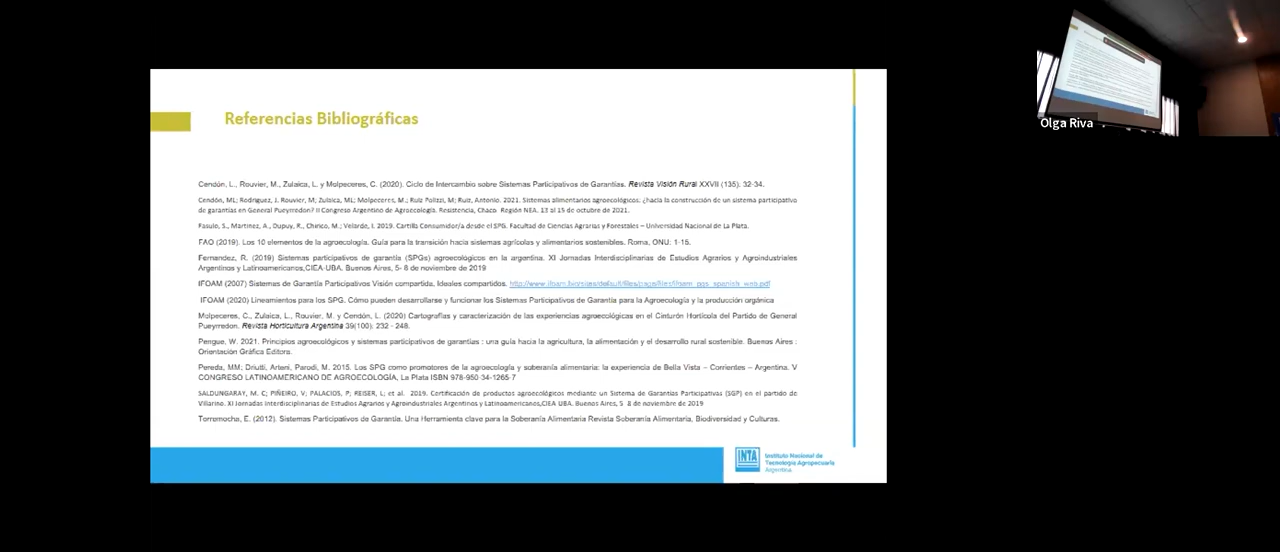 Referencias Bibliográficas
Cendón, L., Rouvier, M., Zulaica, L. y Molpeceres, C. (2020). Ciclo de Intercambio sobre Sistemas Participativos de Garantías. Revista Visión Rural XXVII (135). 32-34.
Cendón, ML; Rodriguez, J. Rouvier, M; Zulaica, ML; Molpeceres, M.; Ruiz Polizzi, M; Ruiz, Antonio. 2021. Sistemas alimentarios agroecológicos: ¿hacia la construcción de un sistema participativo
de garantías en General Pueyrredon? II Congreso Argentino de Agroecología. Resistencia, Chaco- Región NEA. 13 al 15 de octubre de 2021.
Fasulo, S., Martínez, A., Dupuy, R., Chirico, M.; Velarde, I. 2019. Cartilla Consumidor/a desde el SPG. Facultad de Ciencias Agrarias y Forestales – Universidad Nacional de La Plata.
FAO (2019). Los 10 elementos de la agroecología. Guía para la transición hacia sistemas agrícolas y alimentarios sostenibles. Roma, ONU: 1-15.
Fernandez, R. (2019) Sistemas participativos de garantía (SPGs) agroecológicos en la argentina. XI Jornadas Interdisciplinarias de Estudios Agrarios y Agroindustriales
Argentinos y Latinoamericanos,CIEA-UBA. Buenos Aires, 5- 8 de noviembre de 2019
IFOAM (2007) Sistemas de Garantía Participativos Visión compartida. Ideales compartidos. http://www.ifoam.bio/sites/default/files/page/files/ifoam_pgs_spanish_web.pdf
IFOAM (2020) Lineamientos para los SPG. Cómo pueden desarrollarse y funcionar los Sistemas Participativos de Garantía para la Agroecología y la producción orgánica
Molpeceres, C., Zulaica, L., Rouvier, M. y Cendón, L. (2020) Cartografías y caracterización de las experiencias agroecológicas en el Cinturón Hortícola del Partido de General
Pueyrredon. Revista Horticultura Argentina 39(100). 232 - 248.
Pengue, W. 2021. Principios agroecológicos y sistemas participativos de garantías : una guía hacia la agricultura, la alimentación y el desarrollo rural sostenible. Buenos Aires :
Orientación Gráfica Editora.
Pereda, MM; Driutti, Arteni, Parodi, M. 2015. Los SPG como promotores de la agroecología y soberanía alimentaria: la experiencia de Bella Vista – Corrientes – Argentina. V
CONGRESO LATINOAMERICANO DE AGROECOLOGÍA, La Plata ISBN 978-950-34-1265-7
SALDUNGARAY, M. C; PIÑEIRO, V; PALACIOS, P; REISER, L; et al. 2019. Certificación de productos agroecológicos mediante un Sistema de Garantías Participativas (SGP) en el partido de
Villarino. XI Jornadas Interdisciplinarias de Estudios Agrarios y Agroindustriales Argentinos y Latinoamericanos,CIEA UBA. Buenos Aires, 5 8 de noviembre de 2019
Torremocha, E. (2012). Sistemas Participativos de Garantía. Una Herramienta clave para la Soberanía Alimentaria Revista Soberanía Alimentaria, Biodiversidad y Culturas.
INTA
Instituto Nacional de
Tecnología Agropecuaria
Argentina
Olga Riva